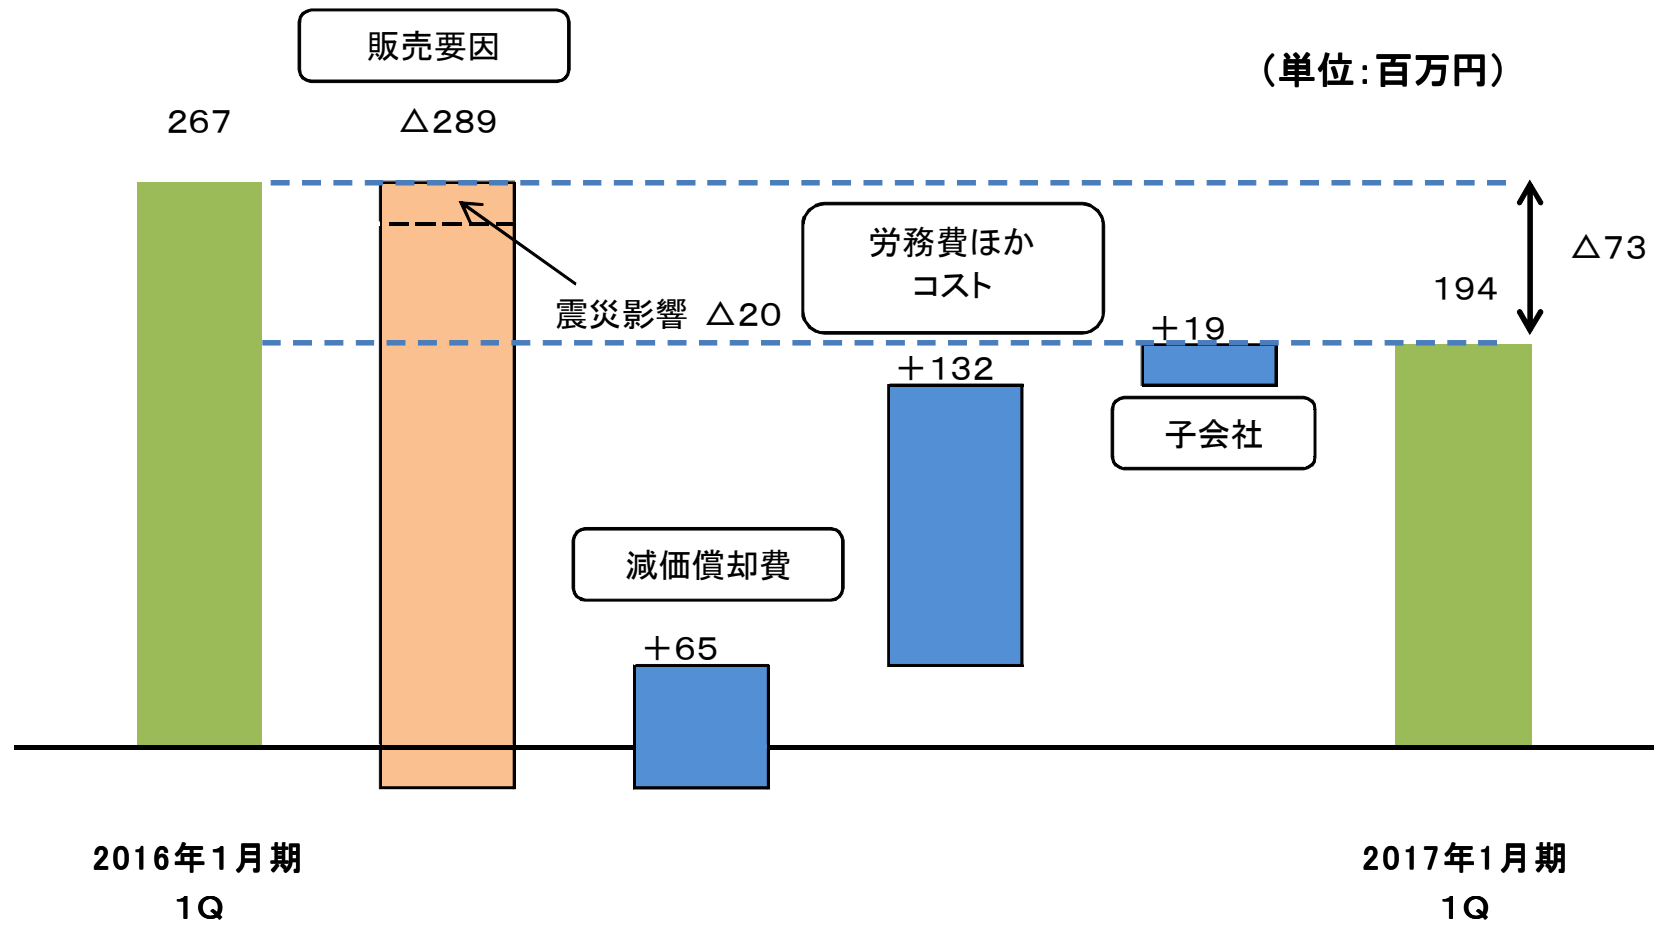 販売要因
（単位：百万円）
267
△289
労務費ほか
コスト
△73
194
震災影響 △20
＋19
＋132
子会社
減価償却費
＋65
2016年１月期
１Q
2017年1月期
１Q